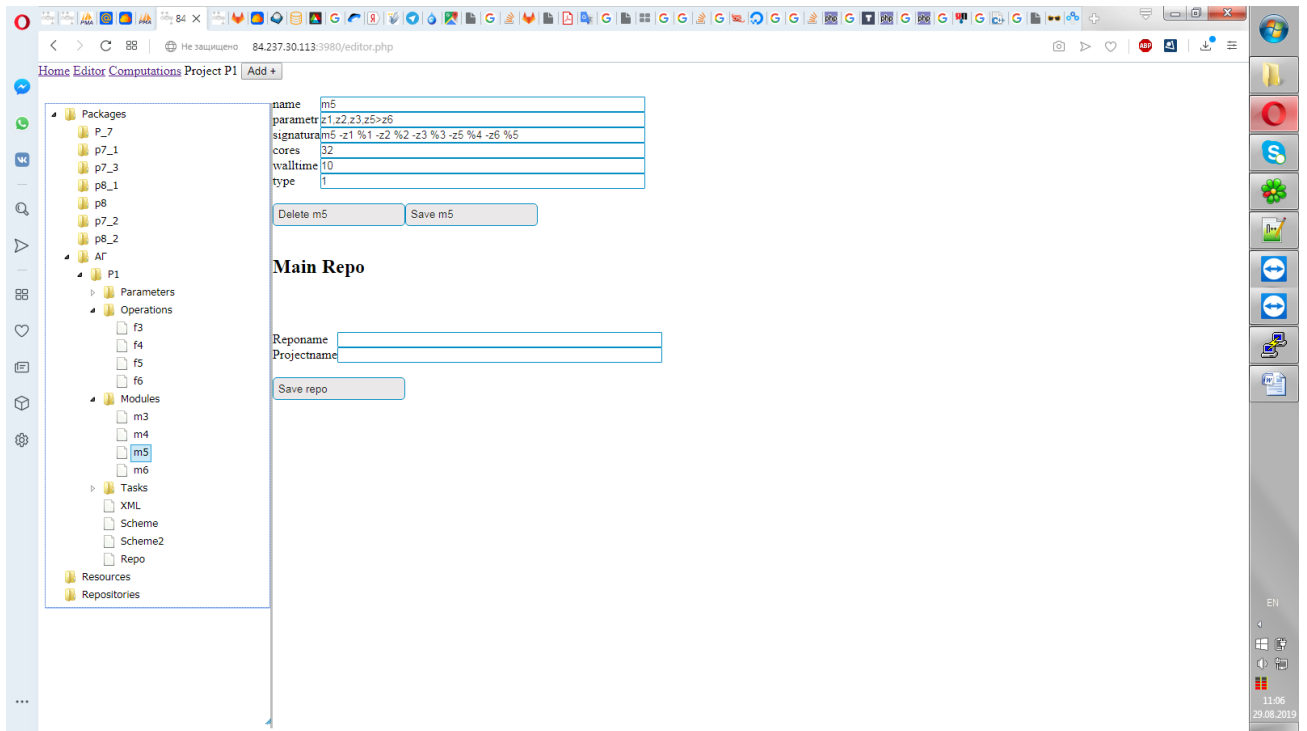 84
Не защищено 84.237.30.113:3980/editor.php
ABP
Home Editor Computations Project P1 Add +
Packages
P_7
p7_1
p7_3
p8_1
p8
p7_2
p8_2
АГ
P1
Parameters
Operations
f3
f4
f5
f6
Modules
m3
m4
m5
m6
Tasks
XML
Scheme
Scheme2
Repo
Resources
Repositories
name m5
parametr z1,z2,z3,z5>z6
signatura m5 -z1 %1 -z2 %2 -z3 %3 -z5 %4 -z6 %5
cores 32
walltime 10
type 1
Delete m5 Save m5
Main Repo
Reponame
Projectname
Save repo
EN
11:06
29.08.2019